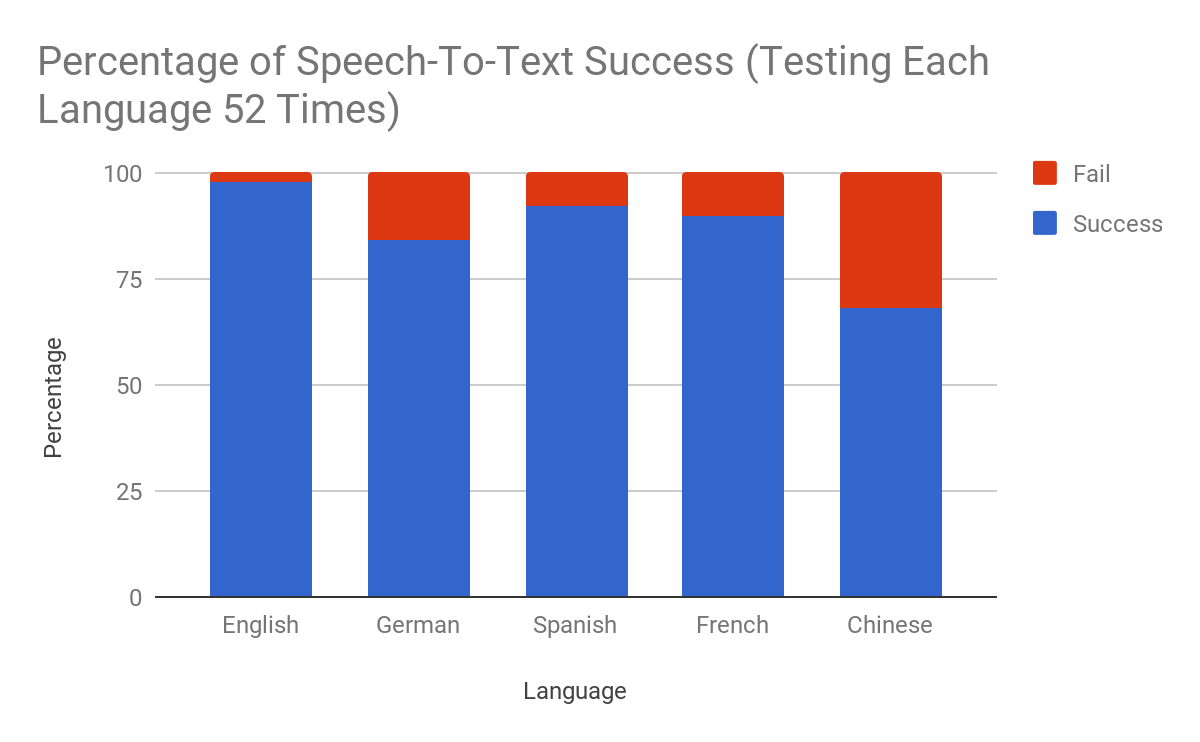 Percentage of Speech-To-Text Success (Testing Each
Language 52 Times)
Fail
Success
100
75
50
25
0
Percentage
English
German
Spanish
French
Chinese
Language